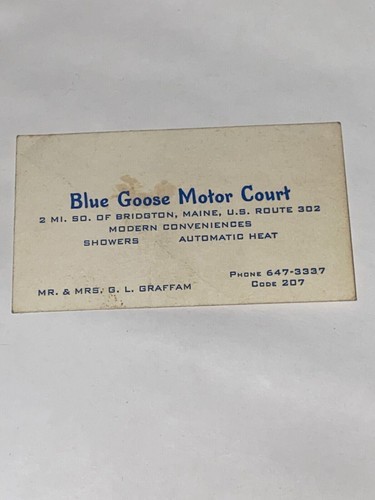 Blue Goose Motor Court
2 MI. SO. OF BRIDGTON, MAINE, U.S. ROUTE 302
MODERN CONVENIENCES
SHOWERS AUTOMATIC HEAT
PHONE 647-3337
MR. & MRS. G. L. GRAFFAM
CODE 207